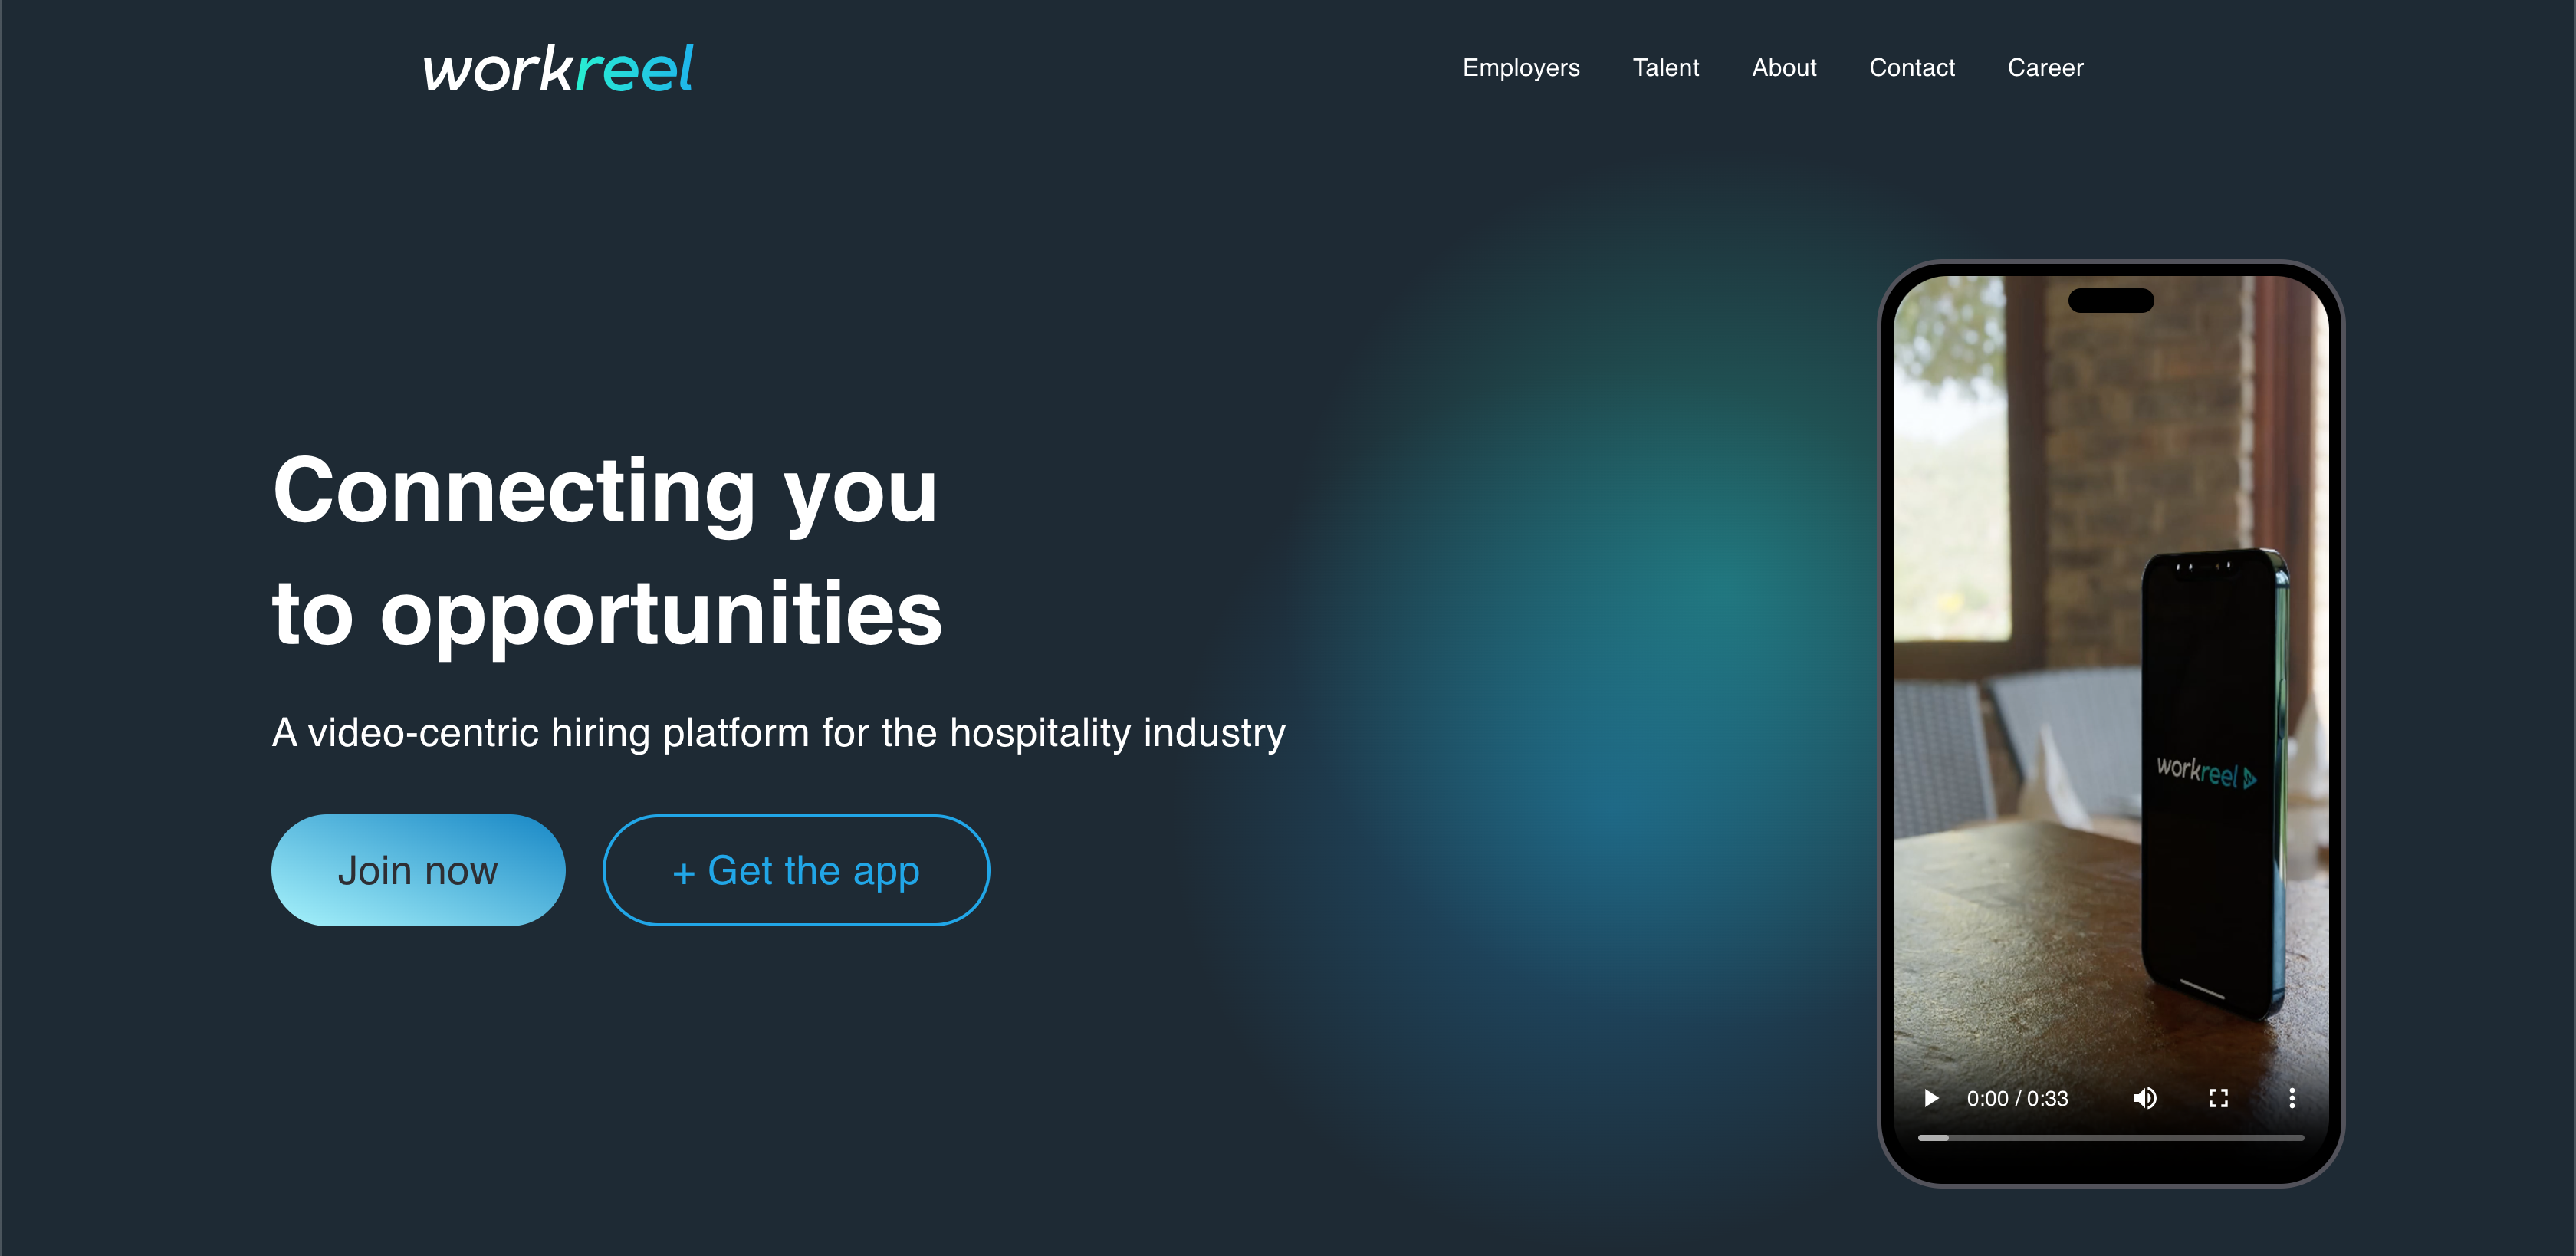 workreel
Employers Talent About Contact Career
Connecting you
to opportunities
A video-centric hiring platform for the hospitality industry
Join now
+ Get the app
workreel
0:00 / 0:33